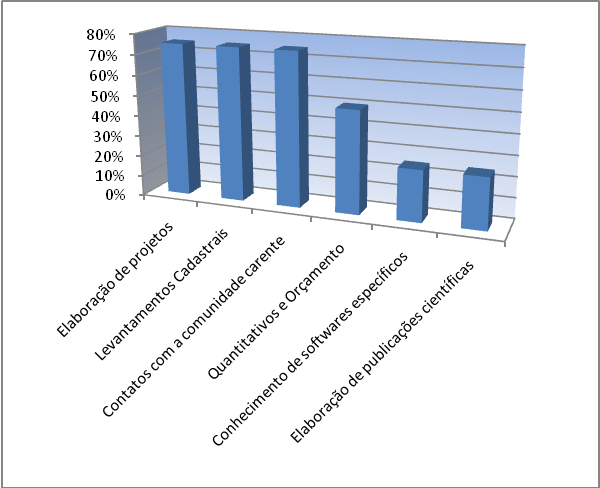 80%
70%
60%
50%
40%
30%
20%
10%
0%
Elaboração de projetos
Levantamentos Cadastrais
Contatos com a comunidade carente
Quantitativos e Orçamento
Conhecimento de softwares específicos
Elaboração de publicações científicas